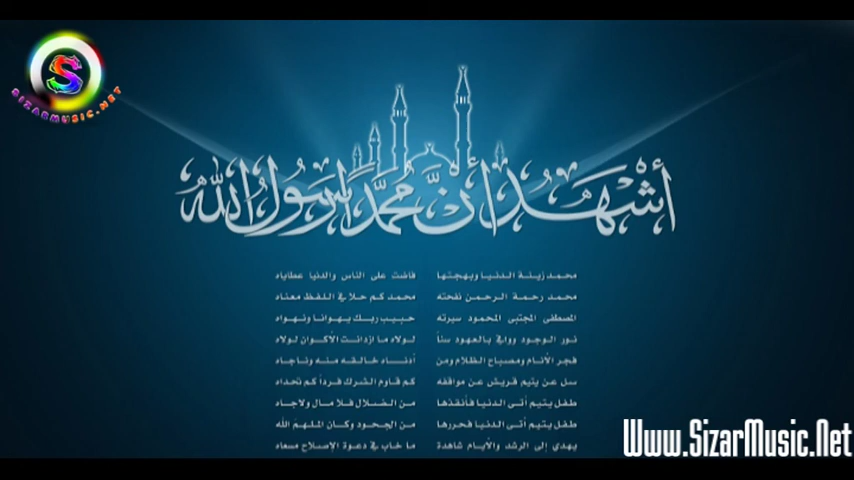 S
SIZARMUSIC.NET
أشهد أن محمدا رسول الله
محمد زينة الدنيا وبهجتها فاضت على الناس والدنيا عطاياه
محمد رحمة الرحمن نفحته محمد كم حلا في اللفظ معناه
المصطفى المجتبى المحمود سيرته حبيب ربك يهوانا ونهواه
نور الوجود ووافي بالعهود سناً لولاه ما ازدانت الأكوان لولاه
فجر الأنام ومصباح الظلام ومن أدناه خالقه منه وناجاه
سل عن يتيم قريش عن مواقفه كم قاوم الشرك فرداً كم تحداه
طفل يتيم أتى الدنيا فأنقذها من الضلال فلا مال ولاجاه
طفل يتيم أتى الدنيا فحررها من الجحود وكان الملهم الله
يهدي إلى الرشد والأيام شاهدة ما خاب في دعوة الإصلاح مسعاه
Www.SizarMusic.Net